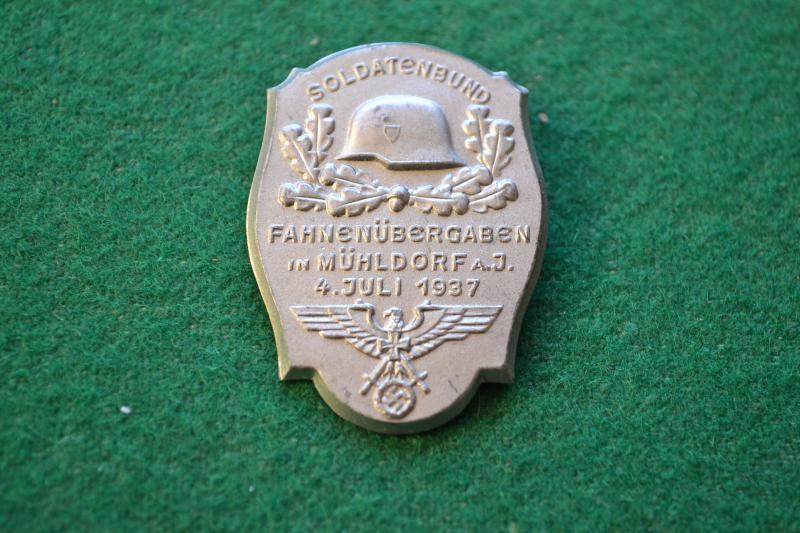 SOLDATENBUND
FAHNENÜBERGABEN
IN MÜHLDORF A.J.
4. JULI 1937